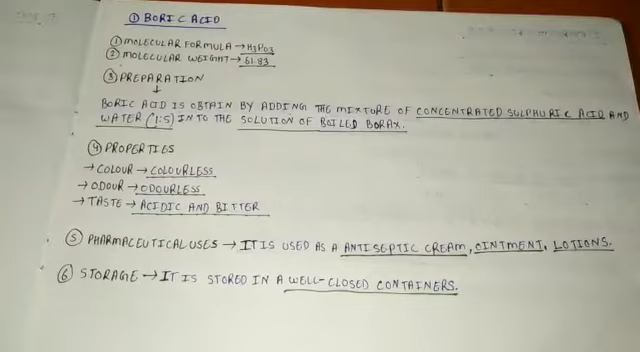 ① BORIC ACID
① MOLECULAR FORMULA → H3PO3
② MOLECULAR WEIGHT → 61.83
③ PREPARATION
↓
BORIC ACID IS OBTAIN BY ADDING THE MIXTURE OF CONCENTRATED SULPHURIC ACID AND
WATER (1:5) IN TO THE SOLUTION OF BOILED BORAX.
④ PROPERTIES
→ COLOUR → COLOURLESS
→ ODOUR → ODOURLESS
→ TASTE → ACIDIC AND BITTER
⑤ PHARMACEUTICAL USES → IT IS USED AS A ANTISEPTIC CREAM, OINTMENT, LOTIONS.
⑥ STORAGE → IT IS STORED IN A WELL-CLOSED CONTAINERS.